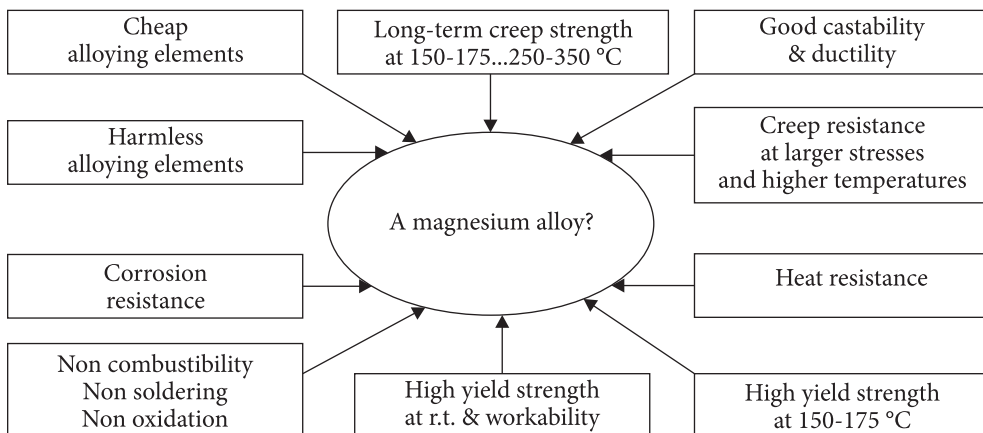 Cheap
alloying elements
Long-term creep strength
at 150-175...250-350 °C
Good castability
& ductility
Harmless
alloying elements
Creep resistance
at larger stresses
and higher temperatures
A magnesium alloy?
Corrosion
resistance
Heat resistance
Non combustibility
Non soldering
Non oxidation
High yield strength
at r.t. & workability
High yield strength
at 150-175 °C